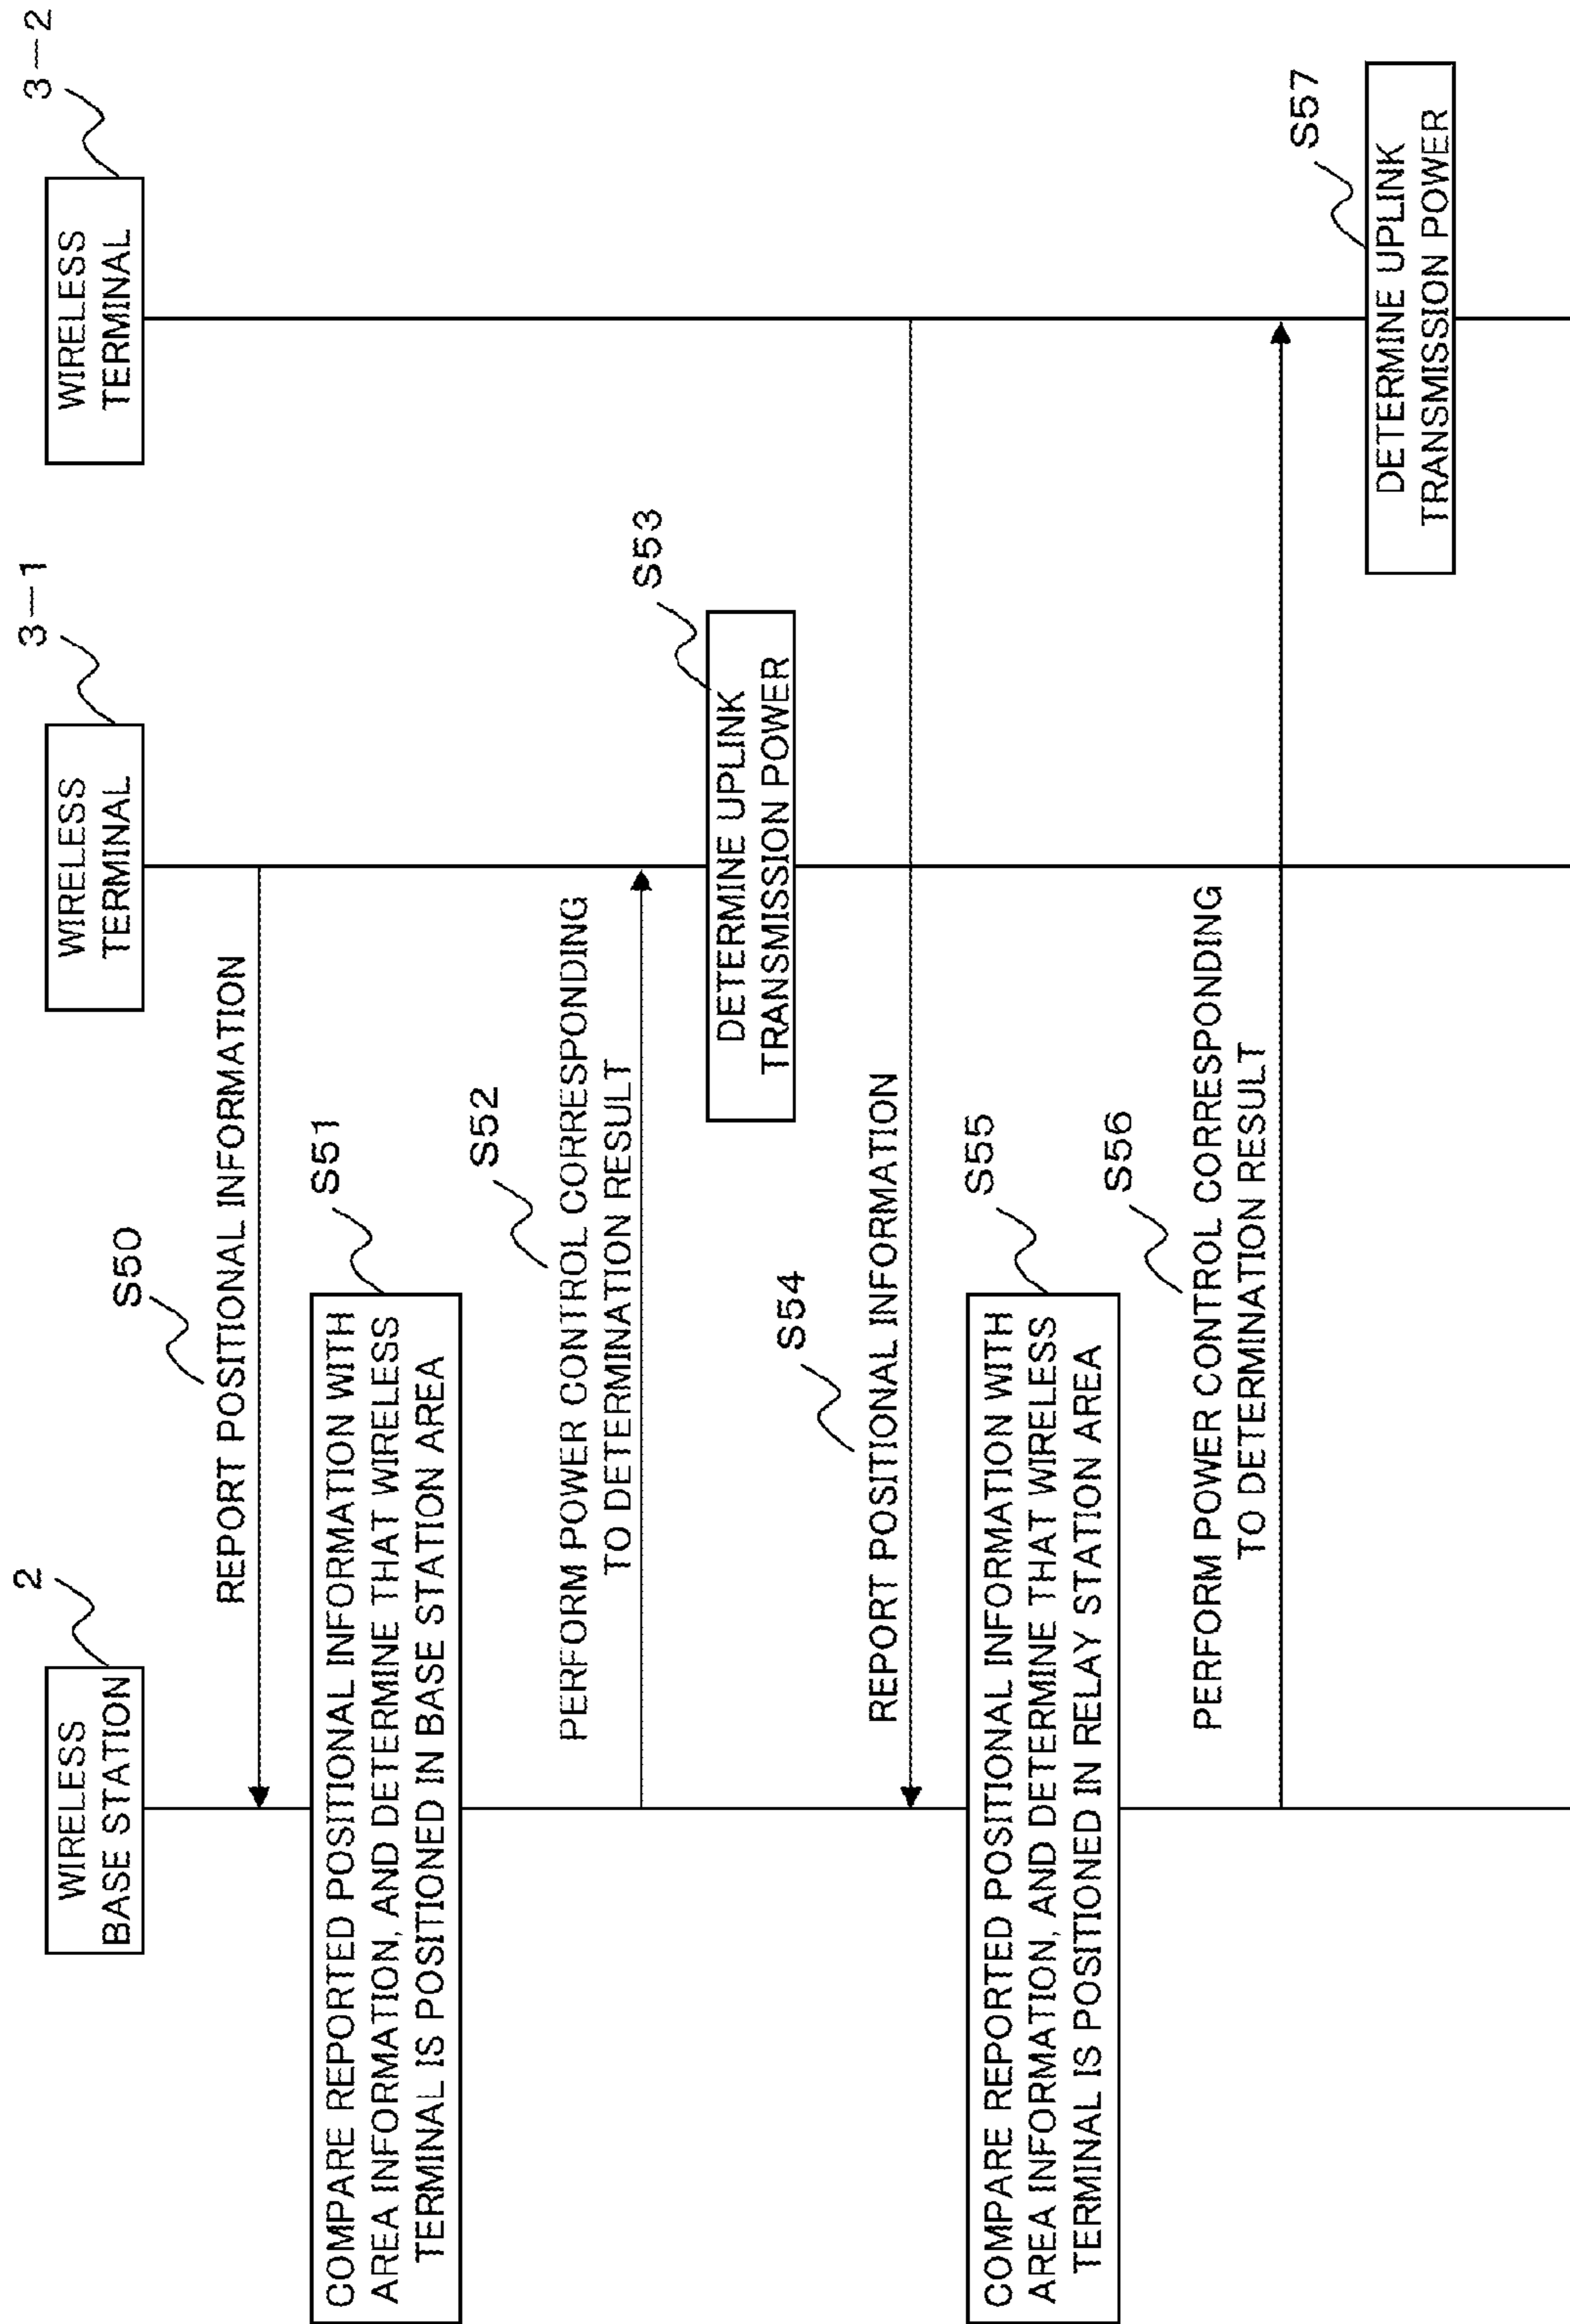 2
WIRELESS
BASE STATION
3-1
WIRELESS
TERMINAL
3-2
WIRELESS
TERMINAL
S50
REPORT POSITIONAL INFORMATION
S51
COMPARE REPORTED POSITIONAL INFORMATION WITH
AREA INFORMATION, AND DETERMINE THAT WIRELESS
TERMINAL IS POSITIONED IN BASE STATION AREA
S52
PERFORM POWER CONTROL CORRESPONDING
TO DETERMINATION RESULT
S53
DETERMINE UPLINK
TRANSMISSION POWER
S54
REPORT POSITIONAL INFORMATION
S55
COMPARE REPORTED POSITIONAL INFORMATION WITH
AREA INFORMATION, AND DETERMINE THAT WIRELESS
TERMINAL IS POSITIONED IN RELAY STATION AREA
S56
PERFORM POWER CONTROL CORRESPONDING
TO DETERMINATION RESULT
S57
DETERMINE UPLINK
TRANSMISSION POWER